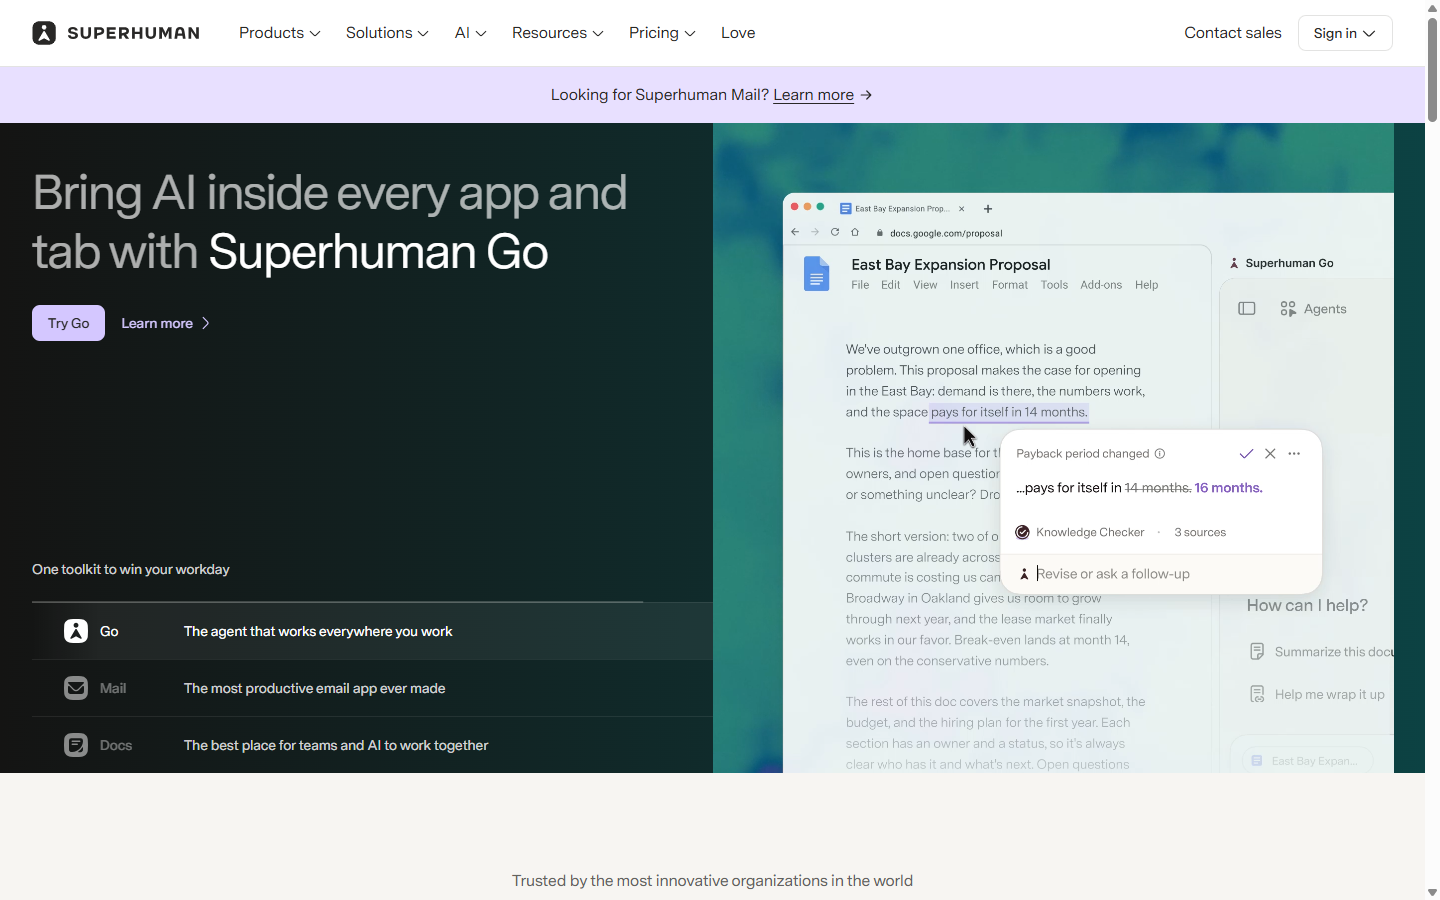 SUPERHUMAN
Products
Solutions
AI
Resources
Pricing
Love
Contact sales
Sign in
Looking for Superhuman Mail? Learn more →
Bring AI inside every app and
tab with Superhuman Go
Try Go
Learn more
One toolkit to win your workday
Go
The agent that works everywhere you work
Mail
The most productive email app ever made
Docs
The best place for teams and AI to work together
East Bay Expansion Prop...
docs.google.com/proposal
East Bay Expansion Proposal
File Edit View Insert Format Tools Add-ons Help
We've outgrown one office, which is a good
problem. This proposal makes the case for opening
in the East Bay: demand is there, the numbers work,
and the space pays for itself in 14 months.
This is the home base for
owners, and open question
or something unclear?
The short version: two of
clusters are already across
commute is costing us
Broadway in Oakland gives us room to grow
through next year, and the lease market finally
works in our favor. Break-even lands at month 14,
even on the conservative numbers.
The rest of this doc covers the market snapshot, the
budget, and the hiring plan for the first year. Each
section has an owner and a status, so it's always
clear who has it and what's next. Open questions
Payback period changed
...pays for itself in 14 months. 16 months.
Knowledge Checker · 3 sources
Revise or ask a follow-up
Superhuman Go
Agents
How can I help?
Summarize this docu
Help me wrap it up
East Bay Expan...
Trusted by the most innovative organizations in the world